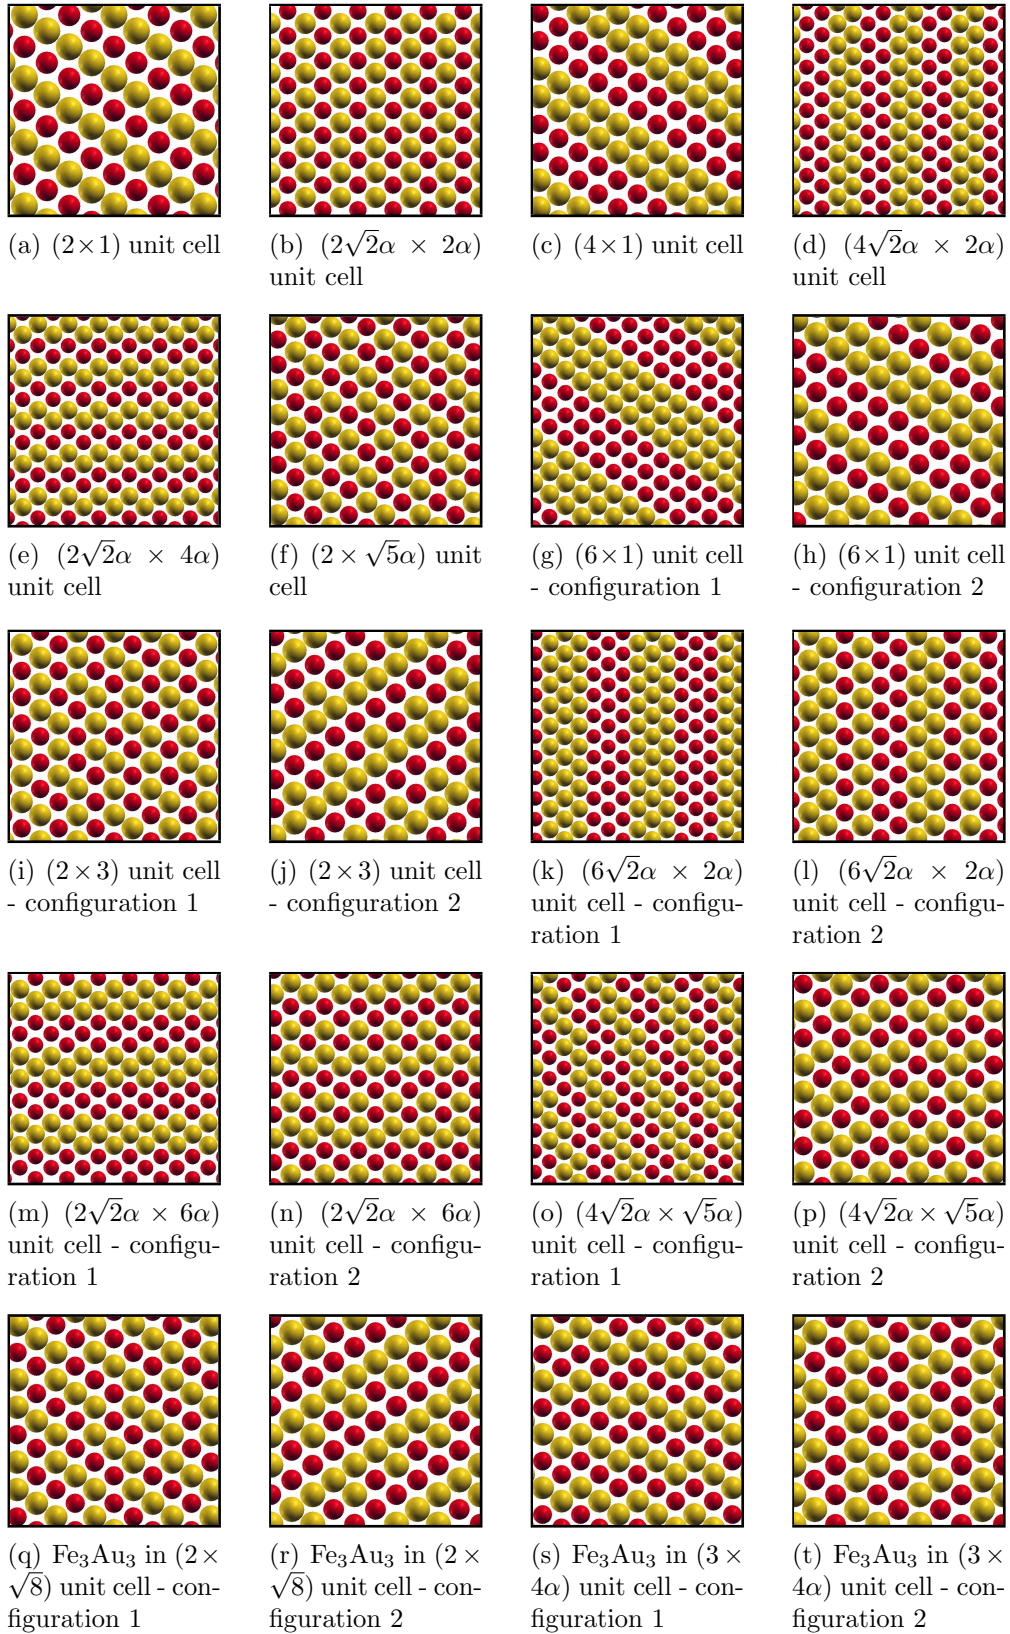 (a) (2×1) unit cell
(b) (2√2α × 2α)
unit cell
(c) (4×1) unit cell
(d) (4√2α × 2α)
unit cell
(e) (2√2α × 4α)
unit cell
(f) (2 × √5α) unit
cell
(g) (6×1) unit cell
- configuration 1
(h) (6×1) unit cell
- configuration 2
(i) (2×3) unit cell
- configuration 1
(j) (2×3) unit cell
- configuration 2
(k) (6√2α × 2α)
unit cell - configu-
ration 1
(l) (6√2α × 2α)
unit cell - configu-
ration 2
(m) (2√2α × 6α)
unit cell - configu-
ration 1
(n) (2√2α × 6α)
unit cell - configu-
ration 2
(o) (4√2α×√5α)
unit cell - configu-
ration 1
(p) (4√2α×√5α)
unit cell - configu-
ration 2
(q) Fe₃Au₃ in (2×
√8) unit cell - con-
figuration 1
(r) Fe₃Au₃ in (2×
√8) unit cell - con-
figuration 2
(s) Fe₃Au₃ in (3×
4α) unit cell - con-
figuration 1
(t) Fe₃Au₃ in (3×
4α) unit cell - con-
figuration 2